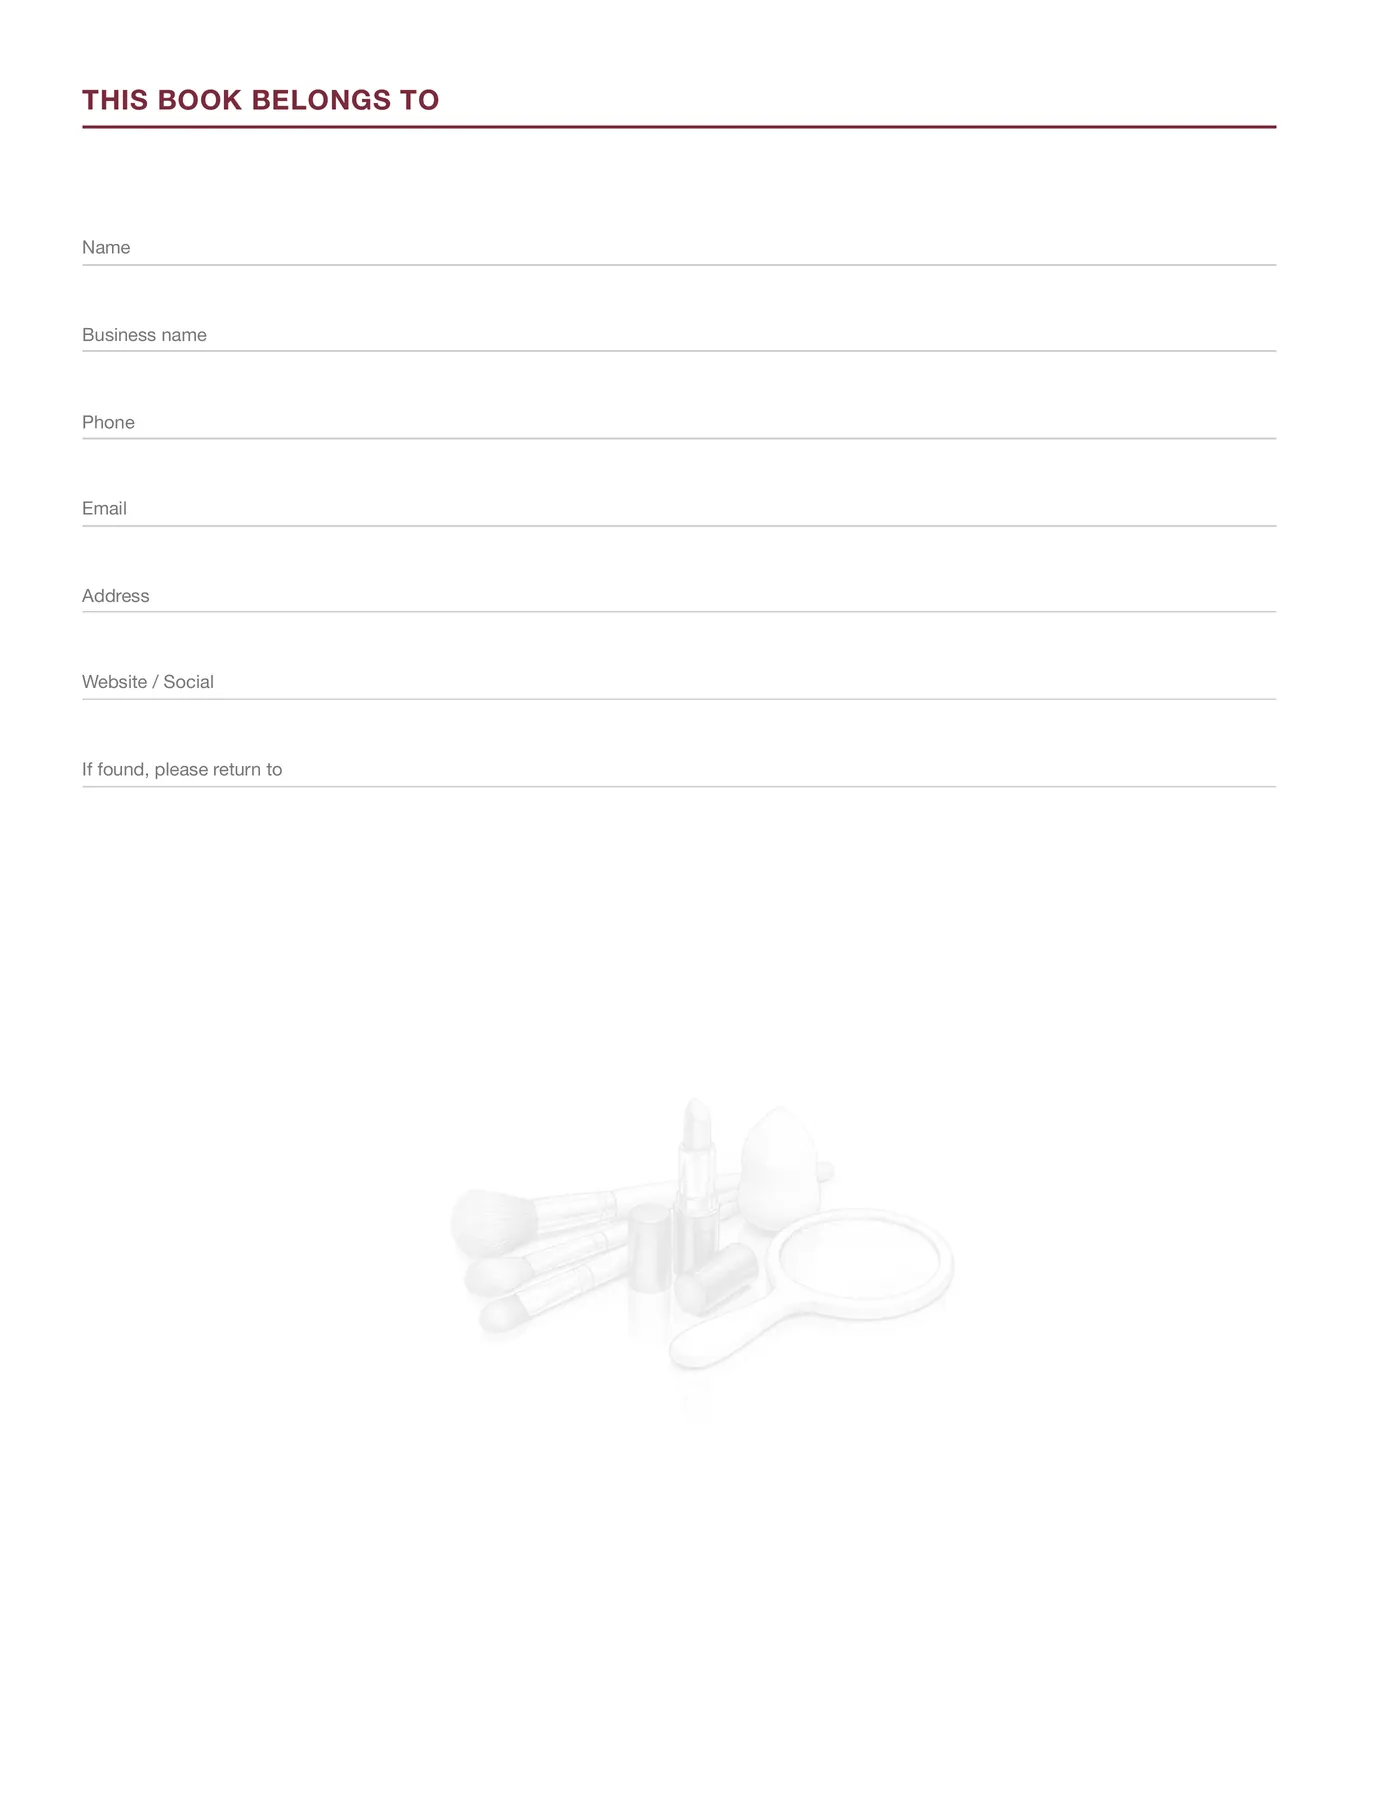 THIS BOOK BELONGS TO
Name
Business name
Phone
Email
Address
Website / Social
If found, please return to